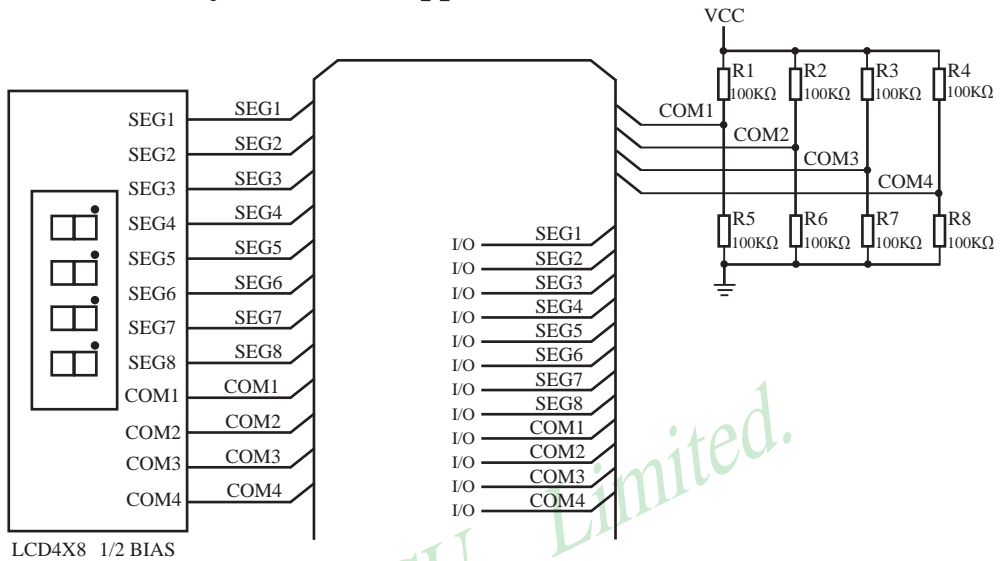 VCC
R1
100KΩ
R2
100KΩ
R3
100KΩ
R4
100KΩ
COM1
COM2
COM3
COM4
R5
100KΩ
R6
100KΩ
R7
100KΩ
R8
100KΩ
SEG1 SEG1
SEG2 SEG2
SEG3 SEG3
SEG4 SEG4
SEG5 SEG5
SEG6 SEG6
SEG7 SEG7
SEG8 SEG8
COM1 COM1
COM2 COM2
COM3 COM3
COM4 COM4
I/O SEG1
I/O SEG2
I/O SEG3
I/O SEG4
I/O SEG5
I/O SEG6
I/O SEG7
I/O SEG8
I/O COM1
I/O COM2
I/O COM3
I/O COM4
LCD4X8 1/2 BIAS
Limited.